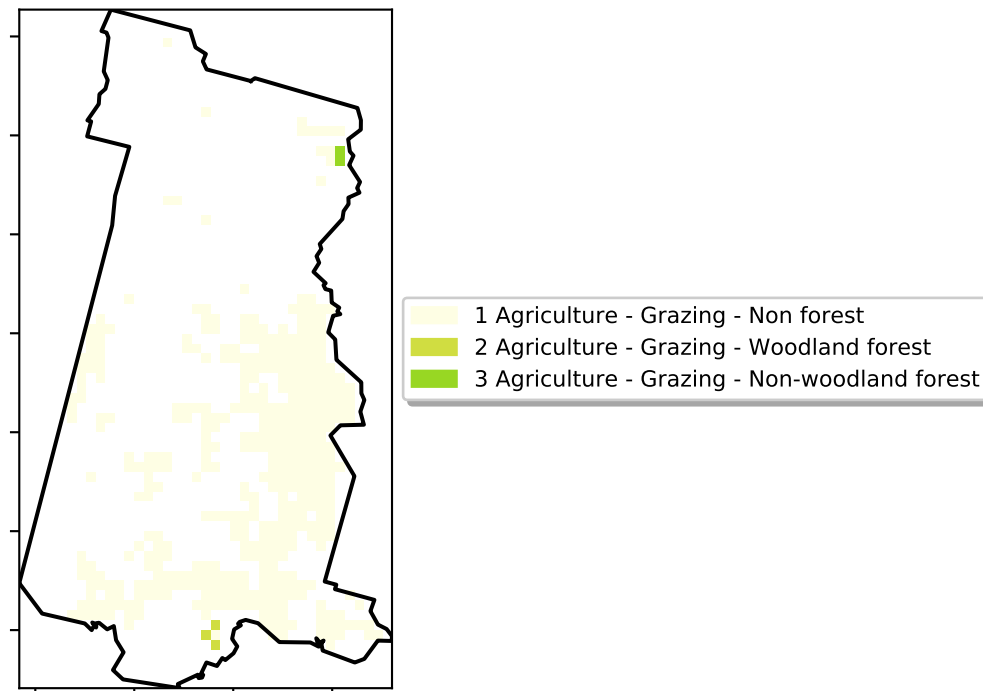 1 Agriculture - Grazing - Non forest
2 Agriculture - Grazing - Woodland forest
3 Agriculture - Grazing - Non-woodland forest